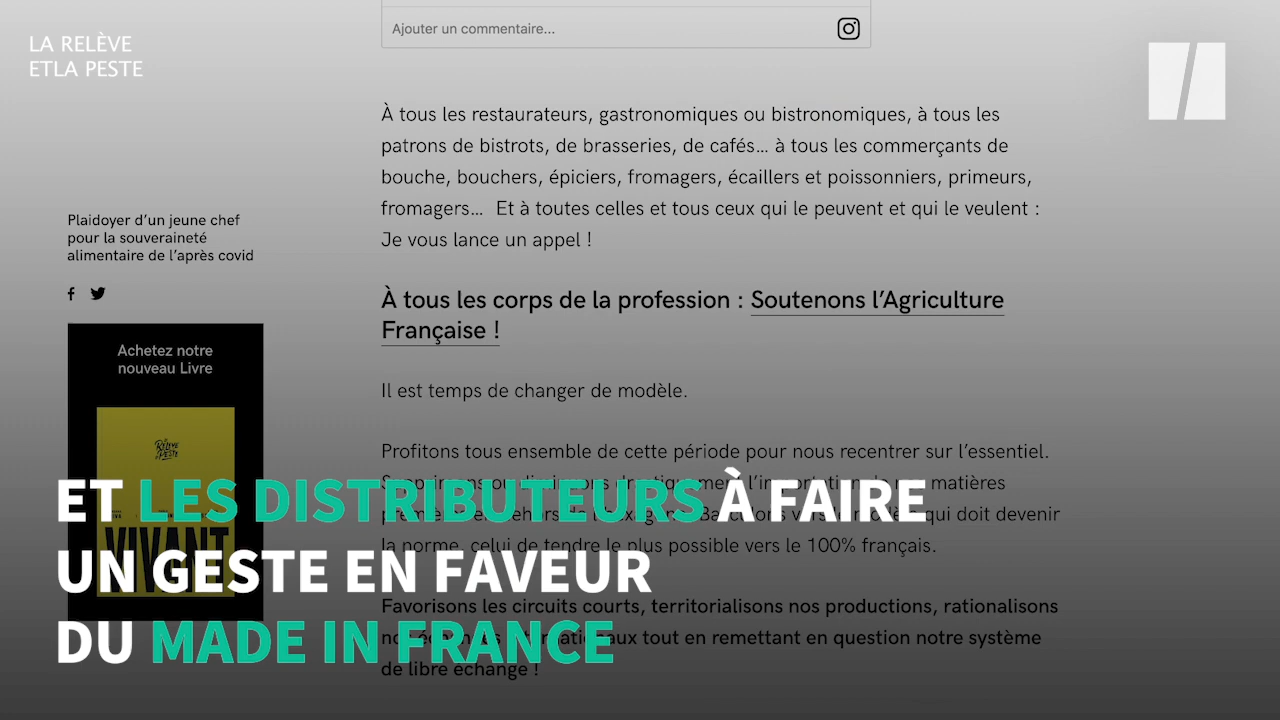 LA RELÈVE
ETLA PESTE
Ajouter un commentaire...
À tous les restaurateurs, gastronomiques ou bistronomiques, à tous les
patrons de bistrots, de brasseries, de cafés… à tous les commerçants de
bouche, bouchers, épiciers, fromagers, écaillers et poissonniers, primeurs,
fromagers… Et à toutes celles et tous ceux qui le peuvent et qui le veulent :
Je vous lance un appel !
Plaidoyer d’un jeune chef
pour la souveraineté
alimentaire de l’après covid
À tous les corps de la profession : Soutenons l’Agriculture
Française !
Achetez notre
nouveau Livre
LA RELÈVE ET LA PESTE
VIVANT
Il est temps de changer de modèle.
Profitons tous ensemble de cette période pour nous recentrer sur l’essentiel.
matières
qui doit devenir
la norme, celui de tendre le plus possible vers le 100% français.
Favorisons les circuits courts, territorialisons nos productions, rationalisons
tout en remettant en question notre système
de libre échange !
ET LES DISTRIBUTEURS À FAIRE
UN GESTE EN FAVEUR
DU MADE IN FRANCE